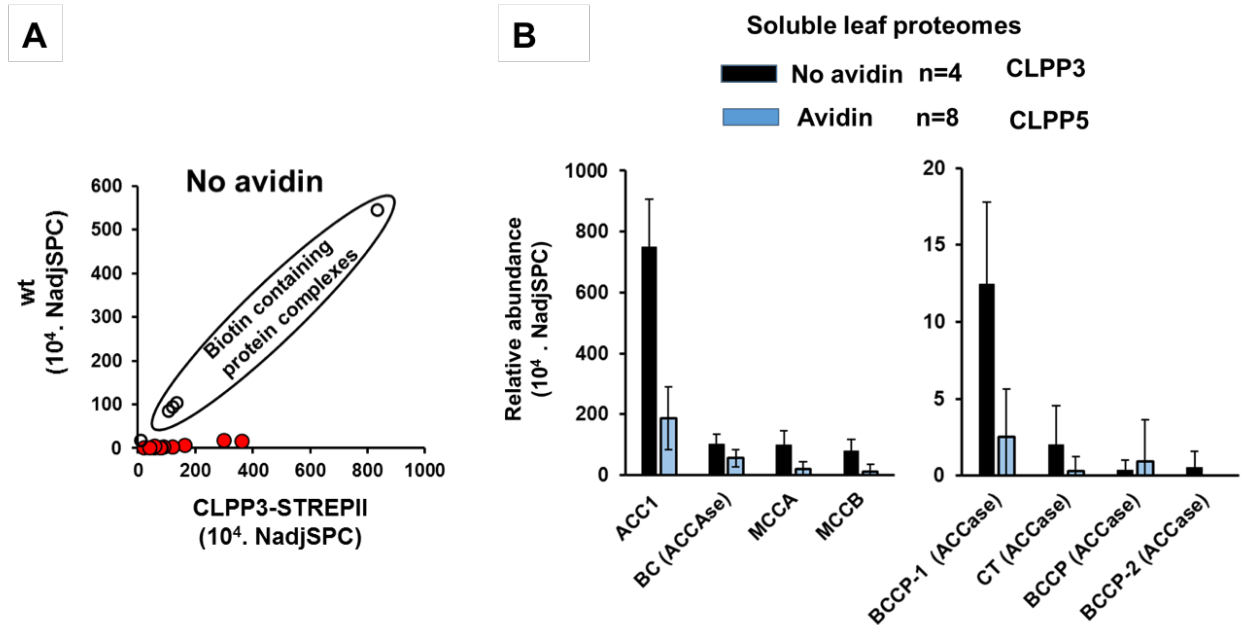 A
No avidin
600
500
400
300
200
100
0
wt
(10⁴. NadjSPC)
Biotin containing
protein complexes
0 200 400 600 800 1000
CLPP3-STREPII
(10⁴. NadjSPC)
B
Soluble leaf proteomes
No avidin n=4 CLPP3
Avidin n=8 CLPP5
Relative abundance
(10⁴ . NadjSPC)
1000
800
600
400
200
0
ACC1
BC (ACCAse)
MCCA
MCCB
20
15
10
5
0
BCCP-1 (ACCase)
CT (ACCase)
BCCP (ACCase)
BCCP-2 (ACCase)